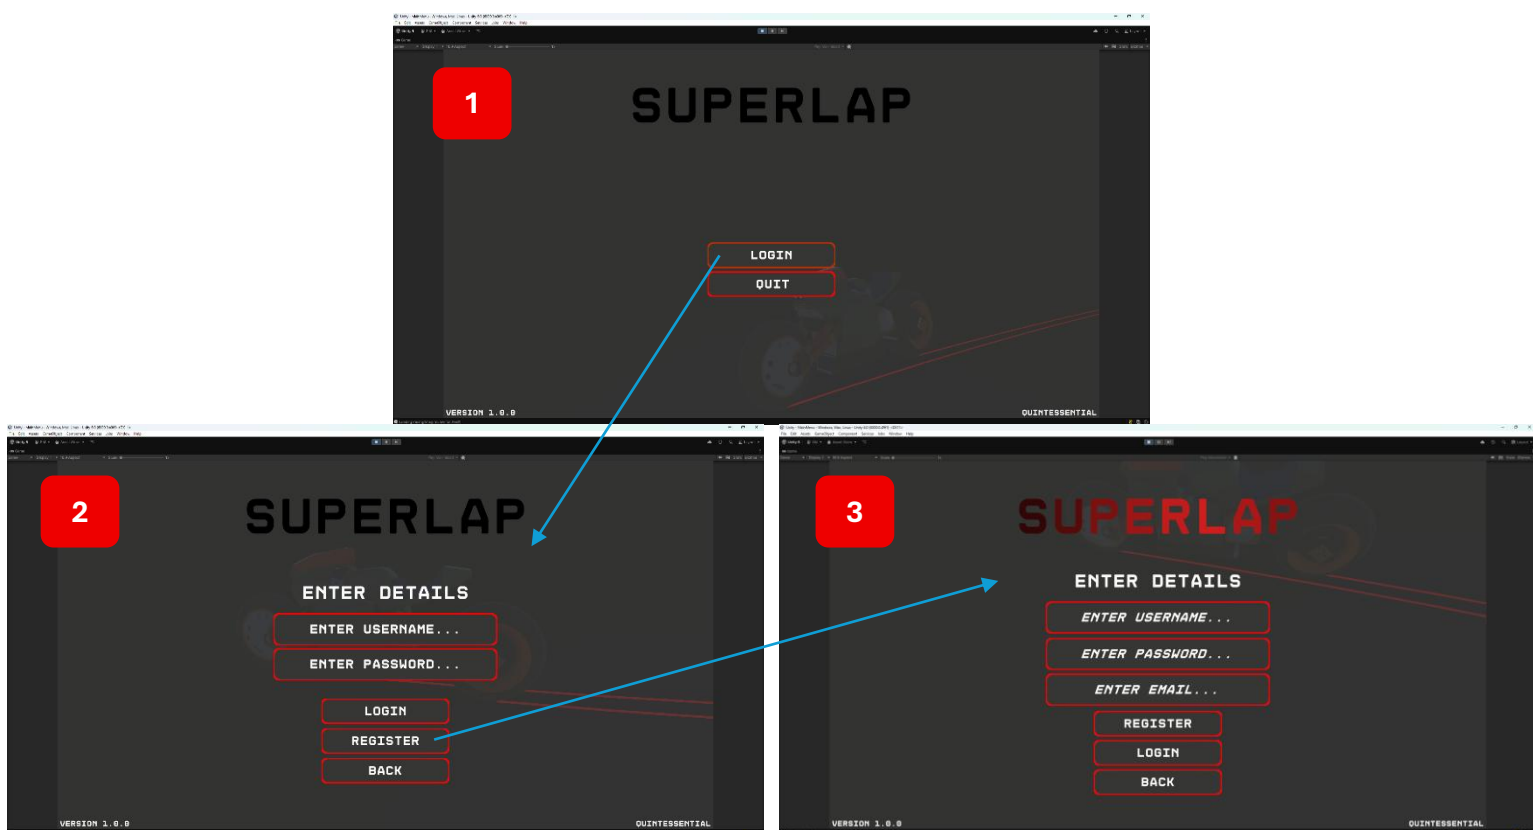 1
SUPERLAP
LOGIN
QUIT
VERSION 1.0.0
QUINTESSENTIAL
2
SUPERLAP
ENTER DETAILS
ENTER USERNAME...
ENTER PASSWORD...
LOGIN
REGISTER
BACK
VERSION 1.0.0
QUINTESSENTIAL
3
SUPERLAP
ENTER DETAILS
ENTER USERNAME...
ENTER PASSWORD...
ENTER EMAIL...
REGISTER
LOGIN
BACK
VERSION 1.0.0
QUINTESSENTIAL